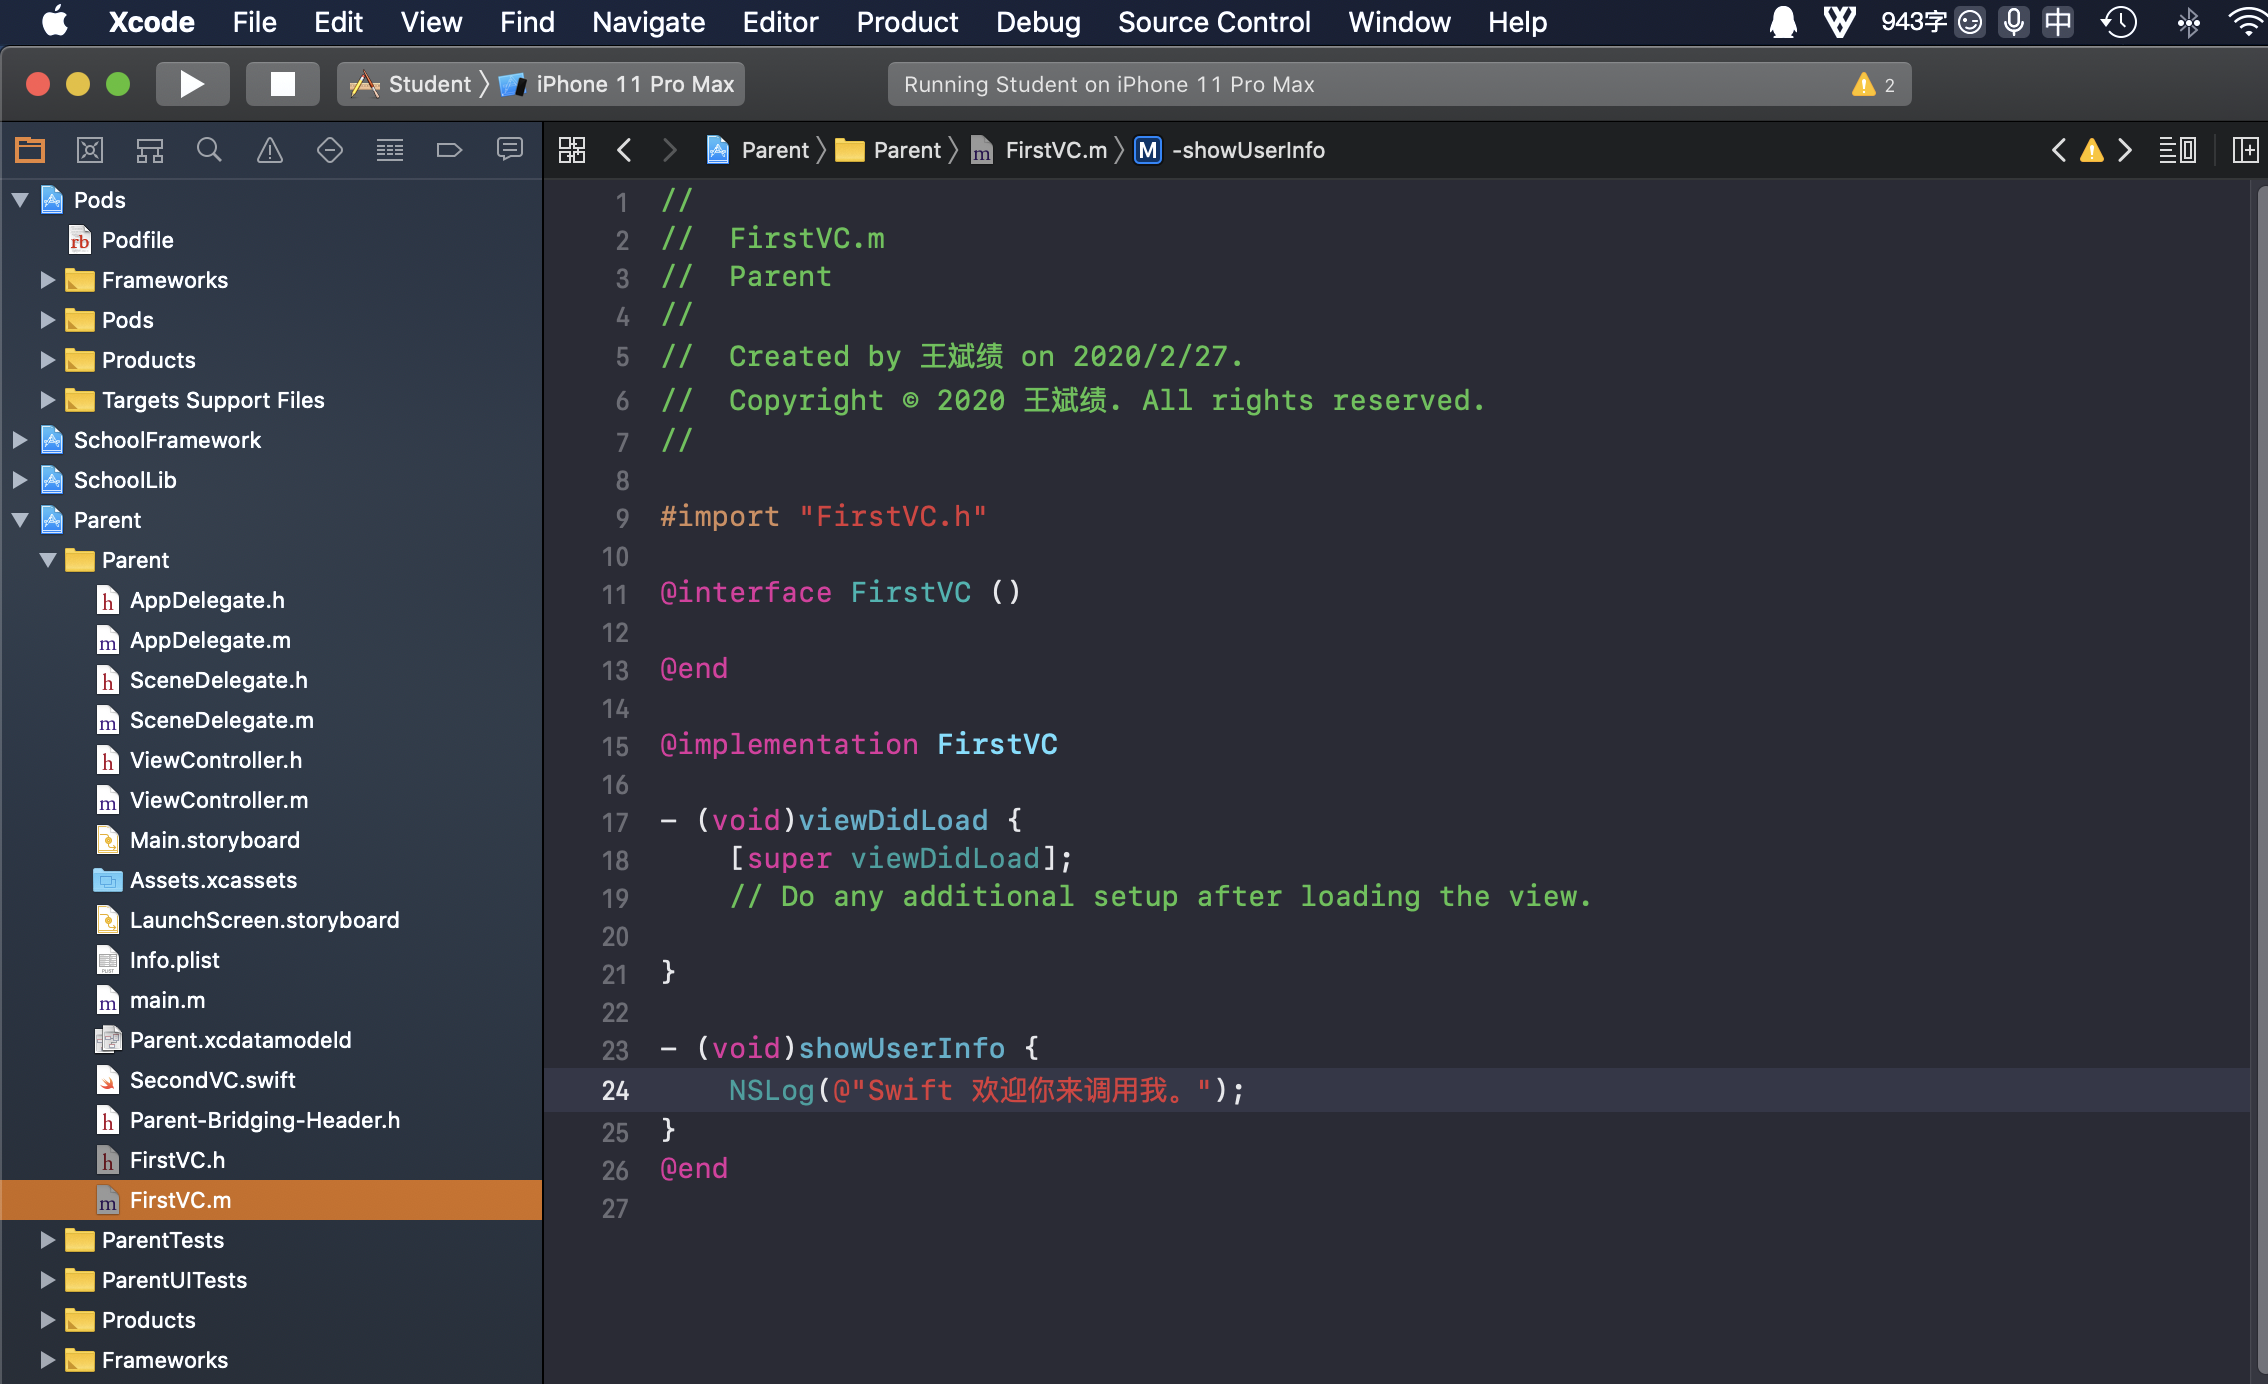 Xcode File Edit View Find Navigate Editor Product Debug Source Control Window Help 943字 中
Student iPhone 11 Pro Max Running Student on iPhone 11 Pro Max 2
Parent Parent FirstVC.m M -showUserInfo
Pods
Podfile
Frameworks
Pods
Products
Targets Support Files
SchoolFramework
SchoolLib
Parent
Parent
AppDelegate.h
AppDelegate.m
SceneDelegate.h
SceneDelegate.m
ViewController.h
ViewController.m
Main.storyboard
Assets.xcassets
LaunchScreen.storyboard
Info.plist
main.m
Parent.xcdatamodeld
SecondVC.swift
Parent-Bridging-Header.h
FirstVC.h
FirstVC.m
ParentTests
ParentUITests
Products
Frameworks
1 //
2 // FirstVC.m
3 // Parent
4 //
5 // Created by 王斌绩 on 2020/2/27.
6 // Copyright © 2020 王斌绩. All rights reserved.
7 //
8
9 #import "FirstVC.h"
10
11 @interface FirstVC ()
12
13 @end
14
15 @implementation FirstVC
16
17 - (void)viewDidLoad {
18 [super viewDidLoad];
19 // Do any additional setup after loading the view.
20
21 }
22
23 - (void)showUserInfo {
24 NSLog(@"Swift 欢迎你来调用我。");
25 }
26 @end
27